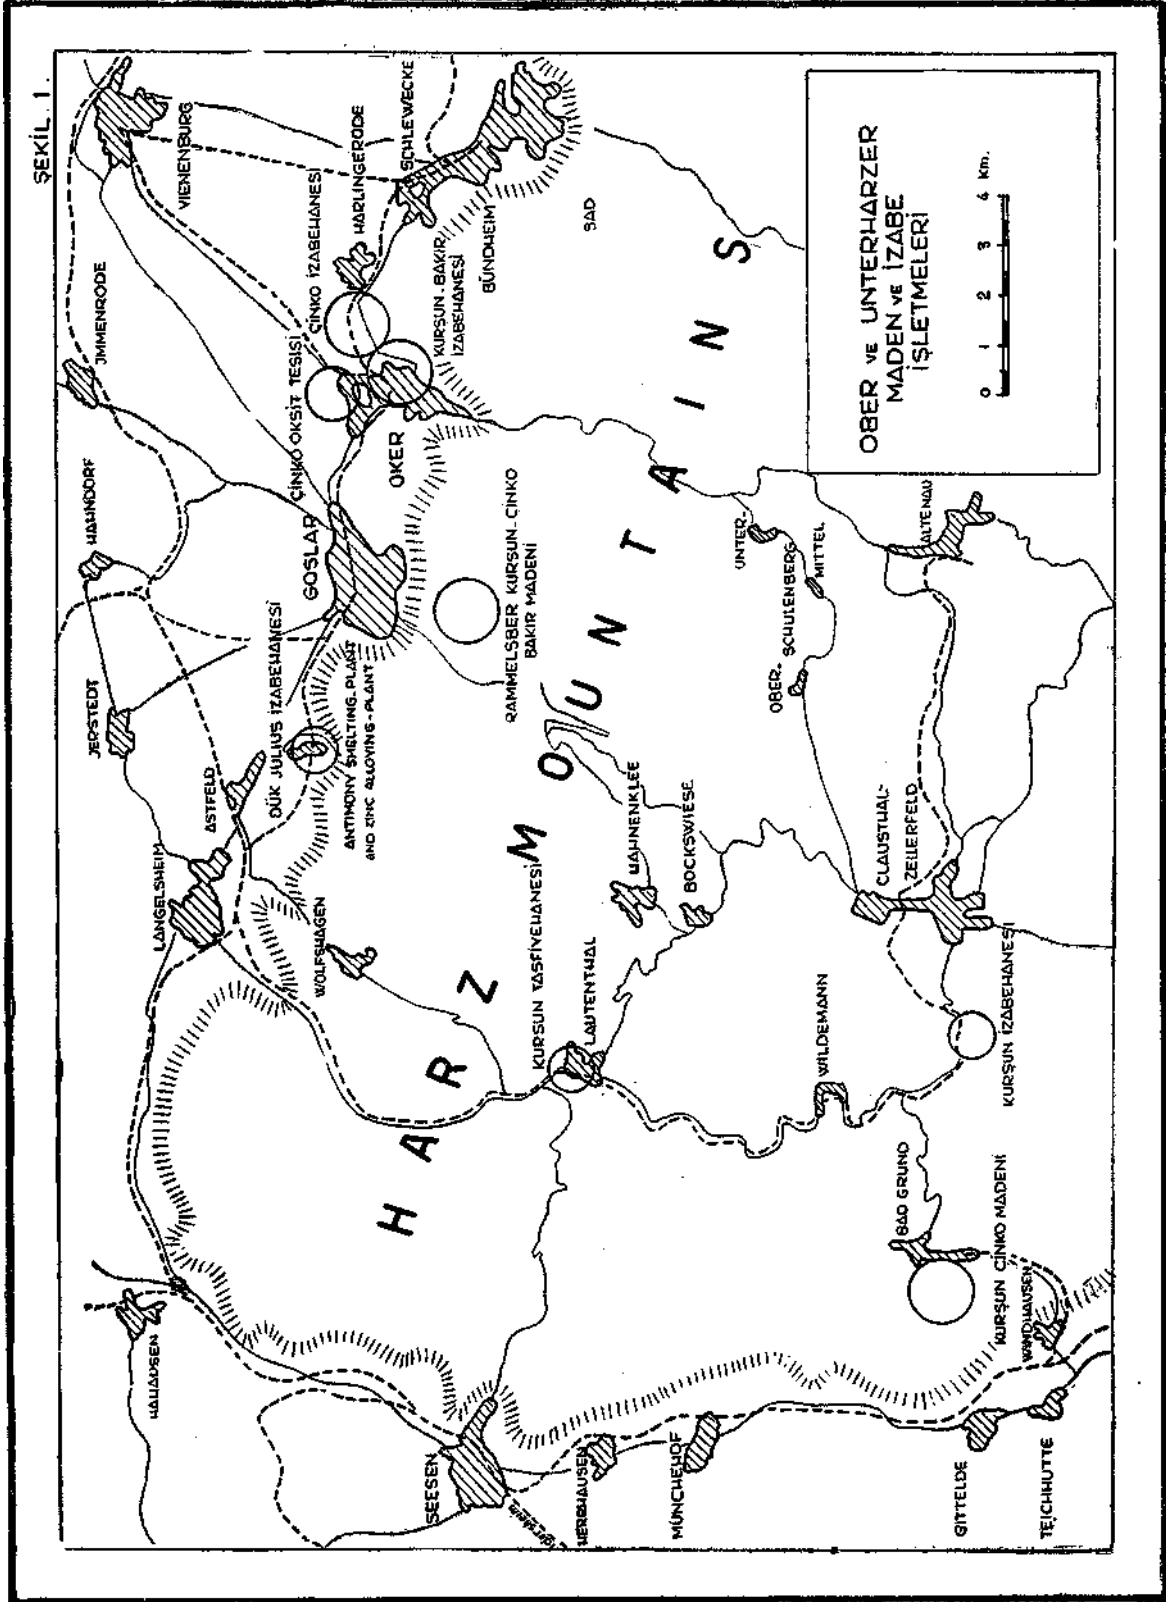 ŞEKİL. 1.
VIENENBURG
JMMENRODE
HAHNDORF
JERSTEDT
ASTFELD
LANGELSHEIM
HAHAUSEN
HARLINGERODE
SCHLEWECKE
ÇİNKO İZABEHANESİ
ÇİNKO OKSİT TESİSİ
KURŞUN-BAKIR
İZABEHANESİ
BÜNDHEIM
BAD
OKER
GOSLAR
DÜK JULIUS İZABEHANESİ
ANTIMONY SMELTING-PLANT
AND ZINC ALLOYING-PLANT
RAMMELSBER KURŞUN-ÇİNKO
BAKIR MADENİ
WOLFSHAGEN
HARZ MOUNTAINS
KURŞUN TASFİYEHANESİ
LAUTENTHAL
HAHNENKLEE
BOCKSWIESE
UNTER-
MITTEL
SCHULENBERG
OBER-
ALTENAU
CLAUSTHAL-
ZELLERFELD
WILDEMANN
KURŞUN İZABEHANESİ
BAD GRUND
KURŞUN ÇİNKO MADENİ
WINDHAUSEN
SEESEN
HERRHAUSEN
MÜNCHEHOF
GITTELDE
TEICHHÜTTE
OBER VE UNTERHARZER
MADEN VE İZABE
İŞLETMELERİ
0 1 2 3 4 Km.